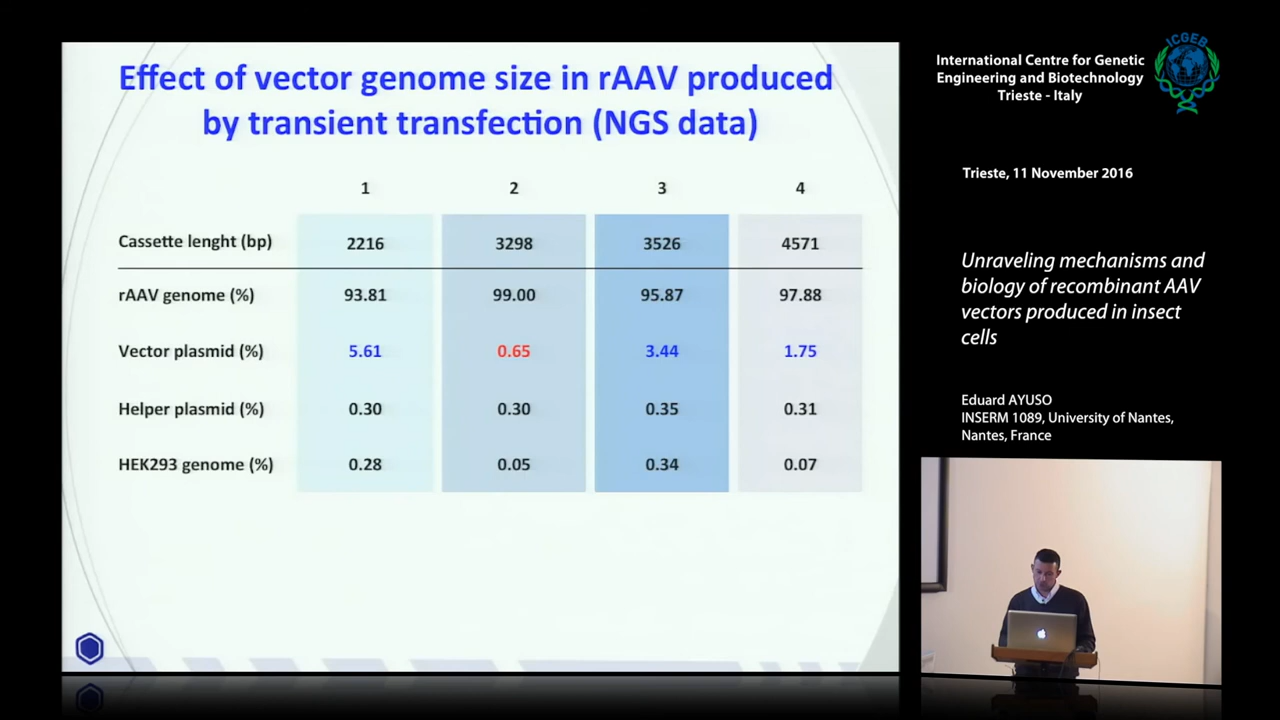 Effect of vector genome size in rAAV produced
by transient transfection (NGS data)
1 2 3 4
Cassette lenght (bp) 2216 3298 3526 4571
rAAV genome (%) 93.81 99.00 95.87 97.88
Vector plasmid (%) 5.61 0.65 3.44 1.75
Helper plasmid (%) 0.30 0.30 0.35 0.31
HEK293 genome (%) 0.28 0.05 0.34 0.07
International Centre for Genetic
Engineering and Biotechnology
Trieste - Italy
ICGEB
Trieste, 11 November 2016
Unraveling mechanisms and
biology of recombinant AAV
vectors produced in insect
cells
Eduard AYUSO
INSERM 1089, University of Nantes,
Nantes, France